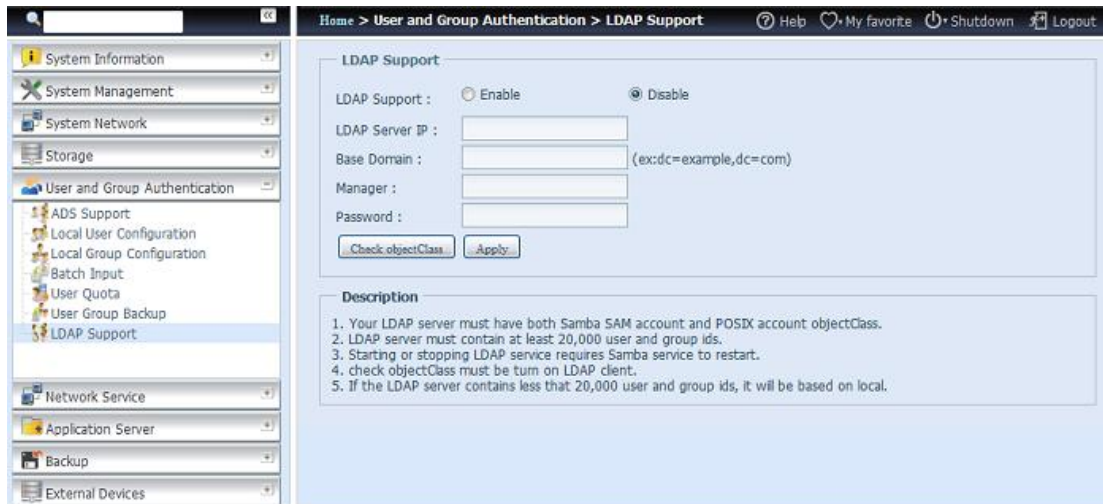 Home > User and Group Authentication > LDAP Support
Help
My favorite
Shutdown
Logout
System Information
System Management
System Network
Storage
User and Group Authentication
ADS Support
Local User Configuration
Local Group Configuration
Batch Input
User Quota
User Group Backup
LDAP Support
Network Service
Application Server
Backup
External Devices
LDAP Support
LDAP Support : Enable Disable
LDAP Server IP :
Base Domain : (ex:dc=example,dc=com)
Manager :
Password :
Check objectClass Apply
Description
1. Your LDAP server must have both Samba SAM account and POSIX account objectClass.
2. LDAP server must contain at least 20,000 user and group ids.
3. Starting or stopping LDAP service requires Samba service to restart.
4. check objectClass must be turn on LDAP client.
5. If the LDAP server contains less that 20,000 user and group ids, it will be based on local.